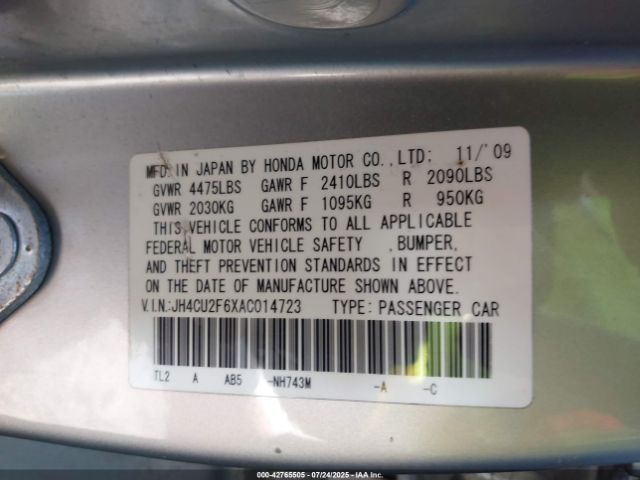 MFD. IN JAPAN BY HONDA MOTOR CO.,LTD; 11/'09
GVWR 4475LBS GAWR F 2410LBS R 2090LBS
GVWR 2030KG GAWR F 1095KG R 950KG
THIS VEHICLE CONFORMS TO ALL APPLICABLE
FEDERAL MOTOR VEHICLE SAFETY ,BUMPER,
AND THEFT PREVENTION STANDARDS IN EFFECT
ON THE DATE OF MANUFACTURE SHOWN ABOVE.
V.I.N.:JH4CU2F6XAC014723 TYPE: PASSENGER CAR
TL2 A AB5 -NH743M -A -C
000-42765505 - 07/24/2025 - IAAI.COM